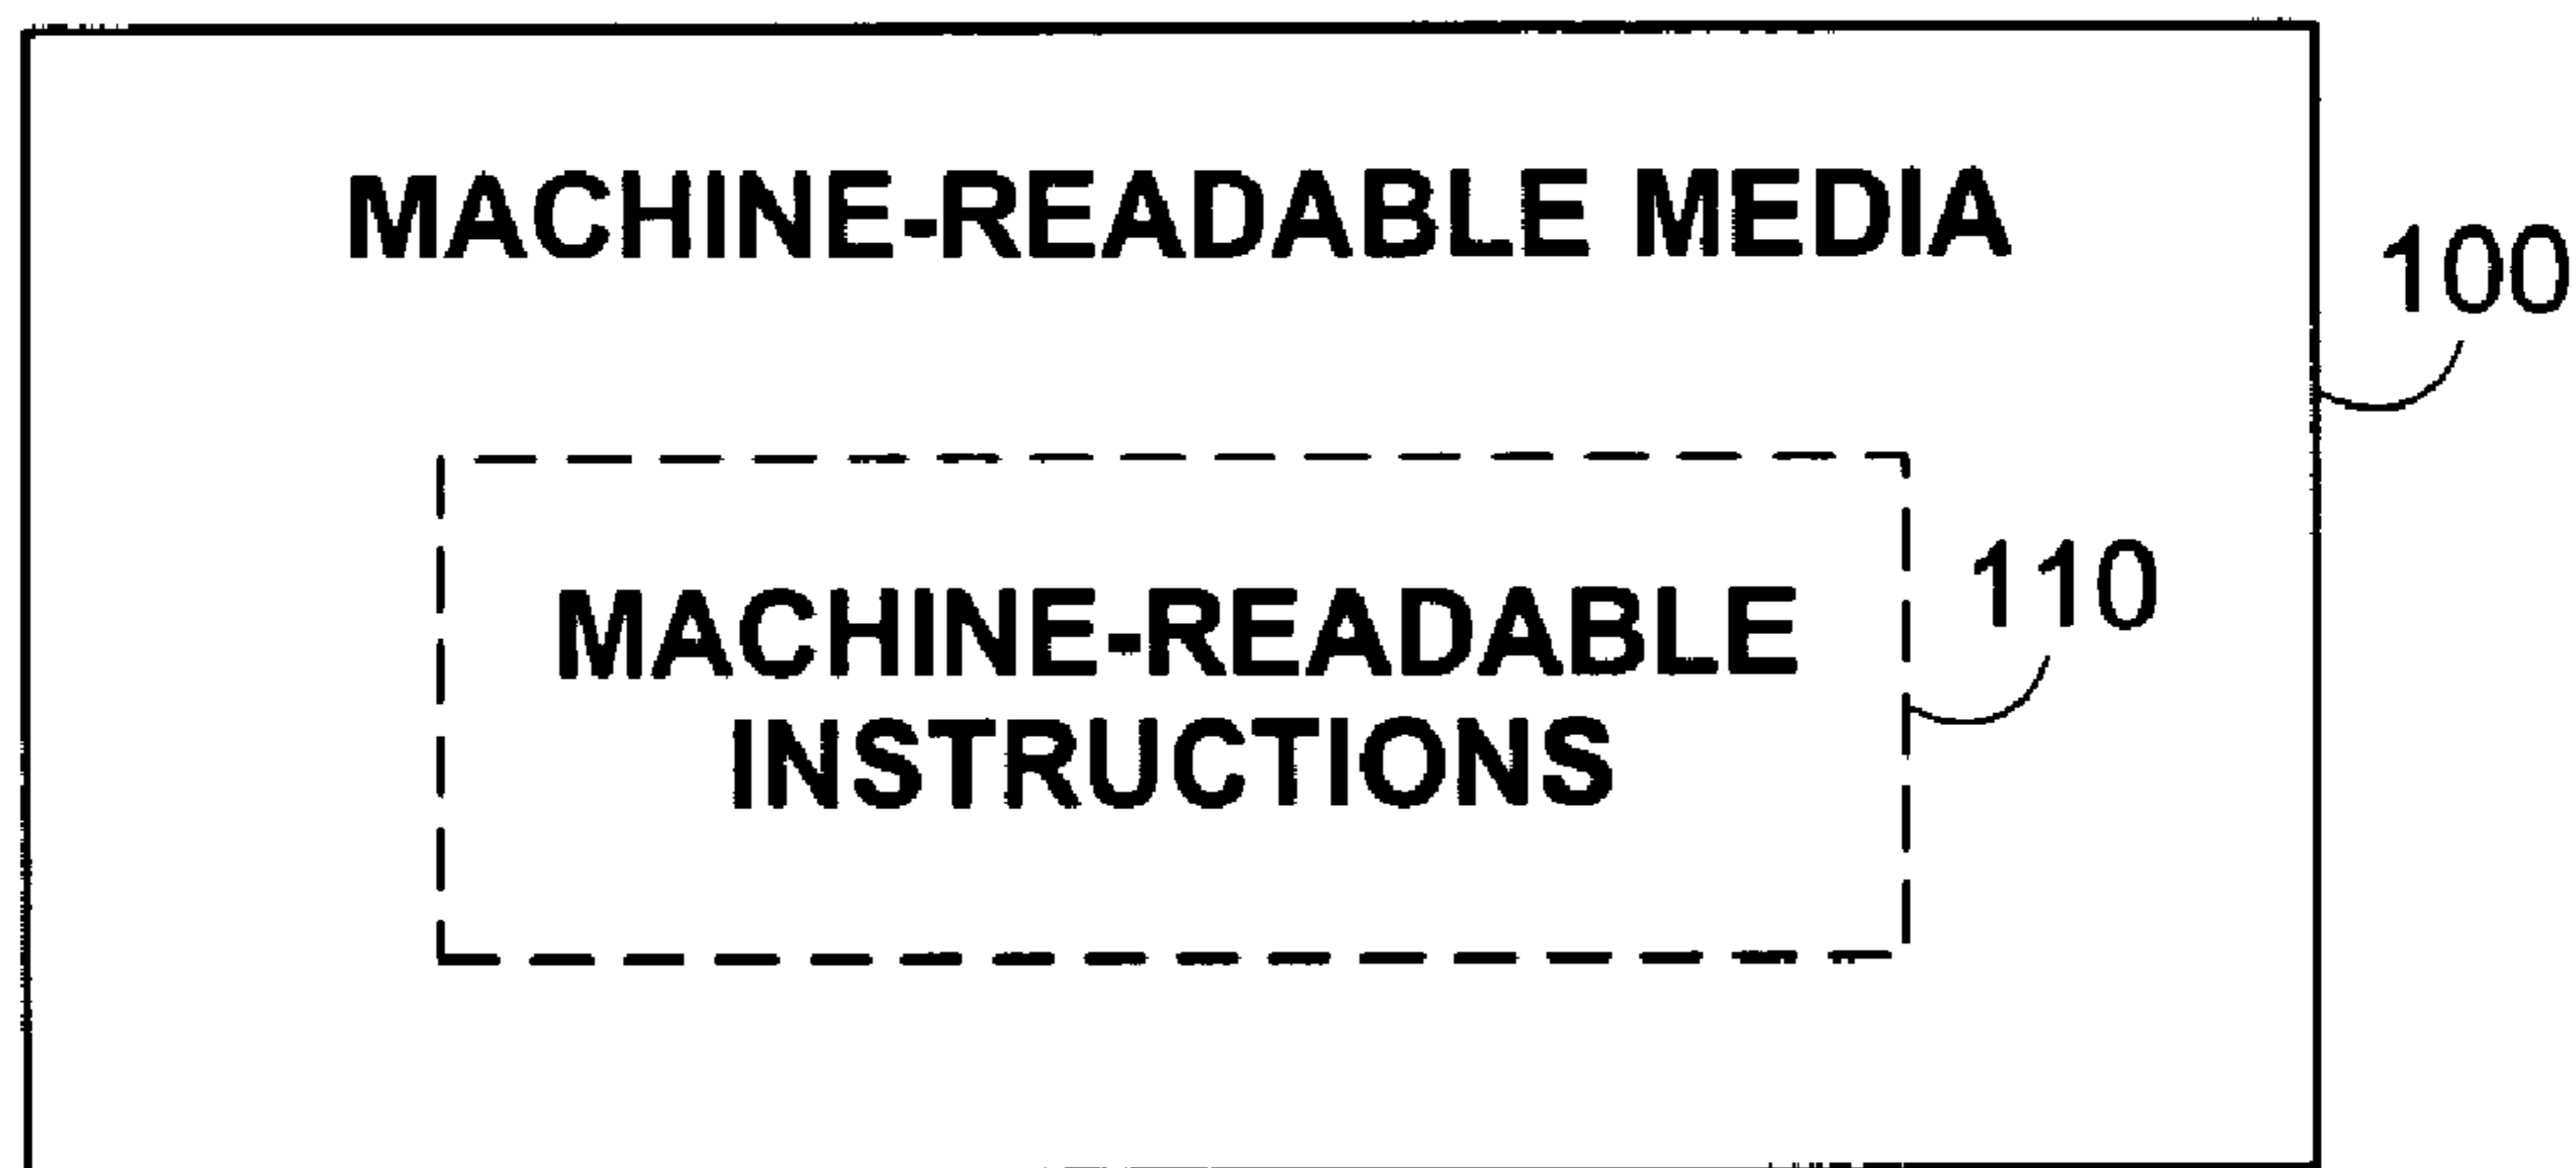 MACHINE-READABLE MEDIA
100
MACHINE-READABLE
INSTRUCTIONS
110